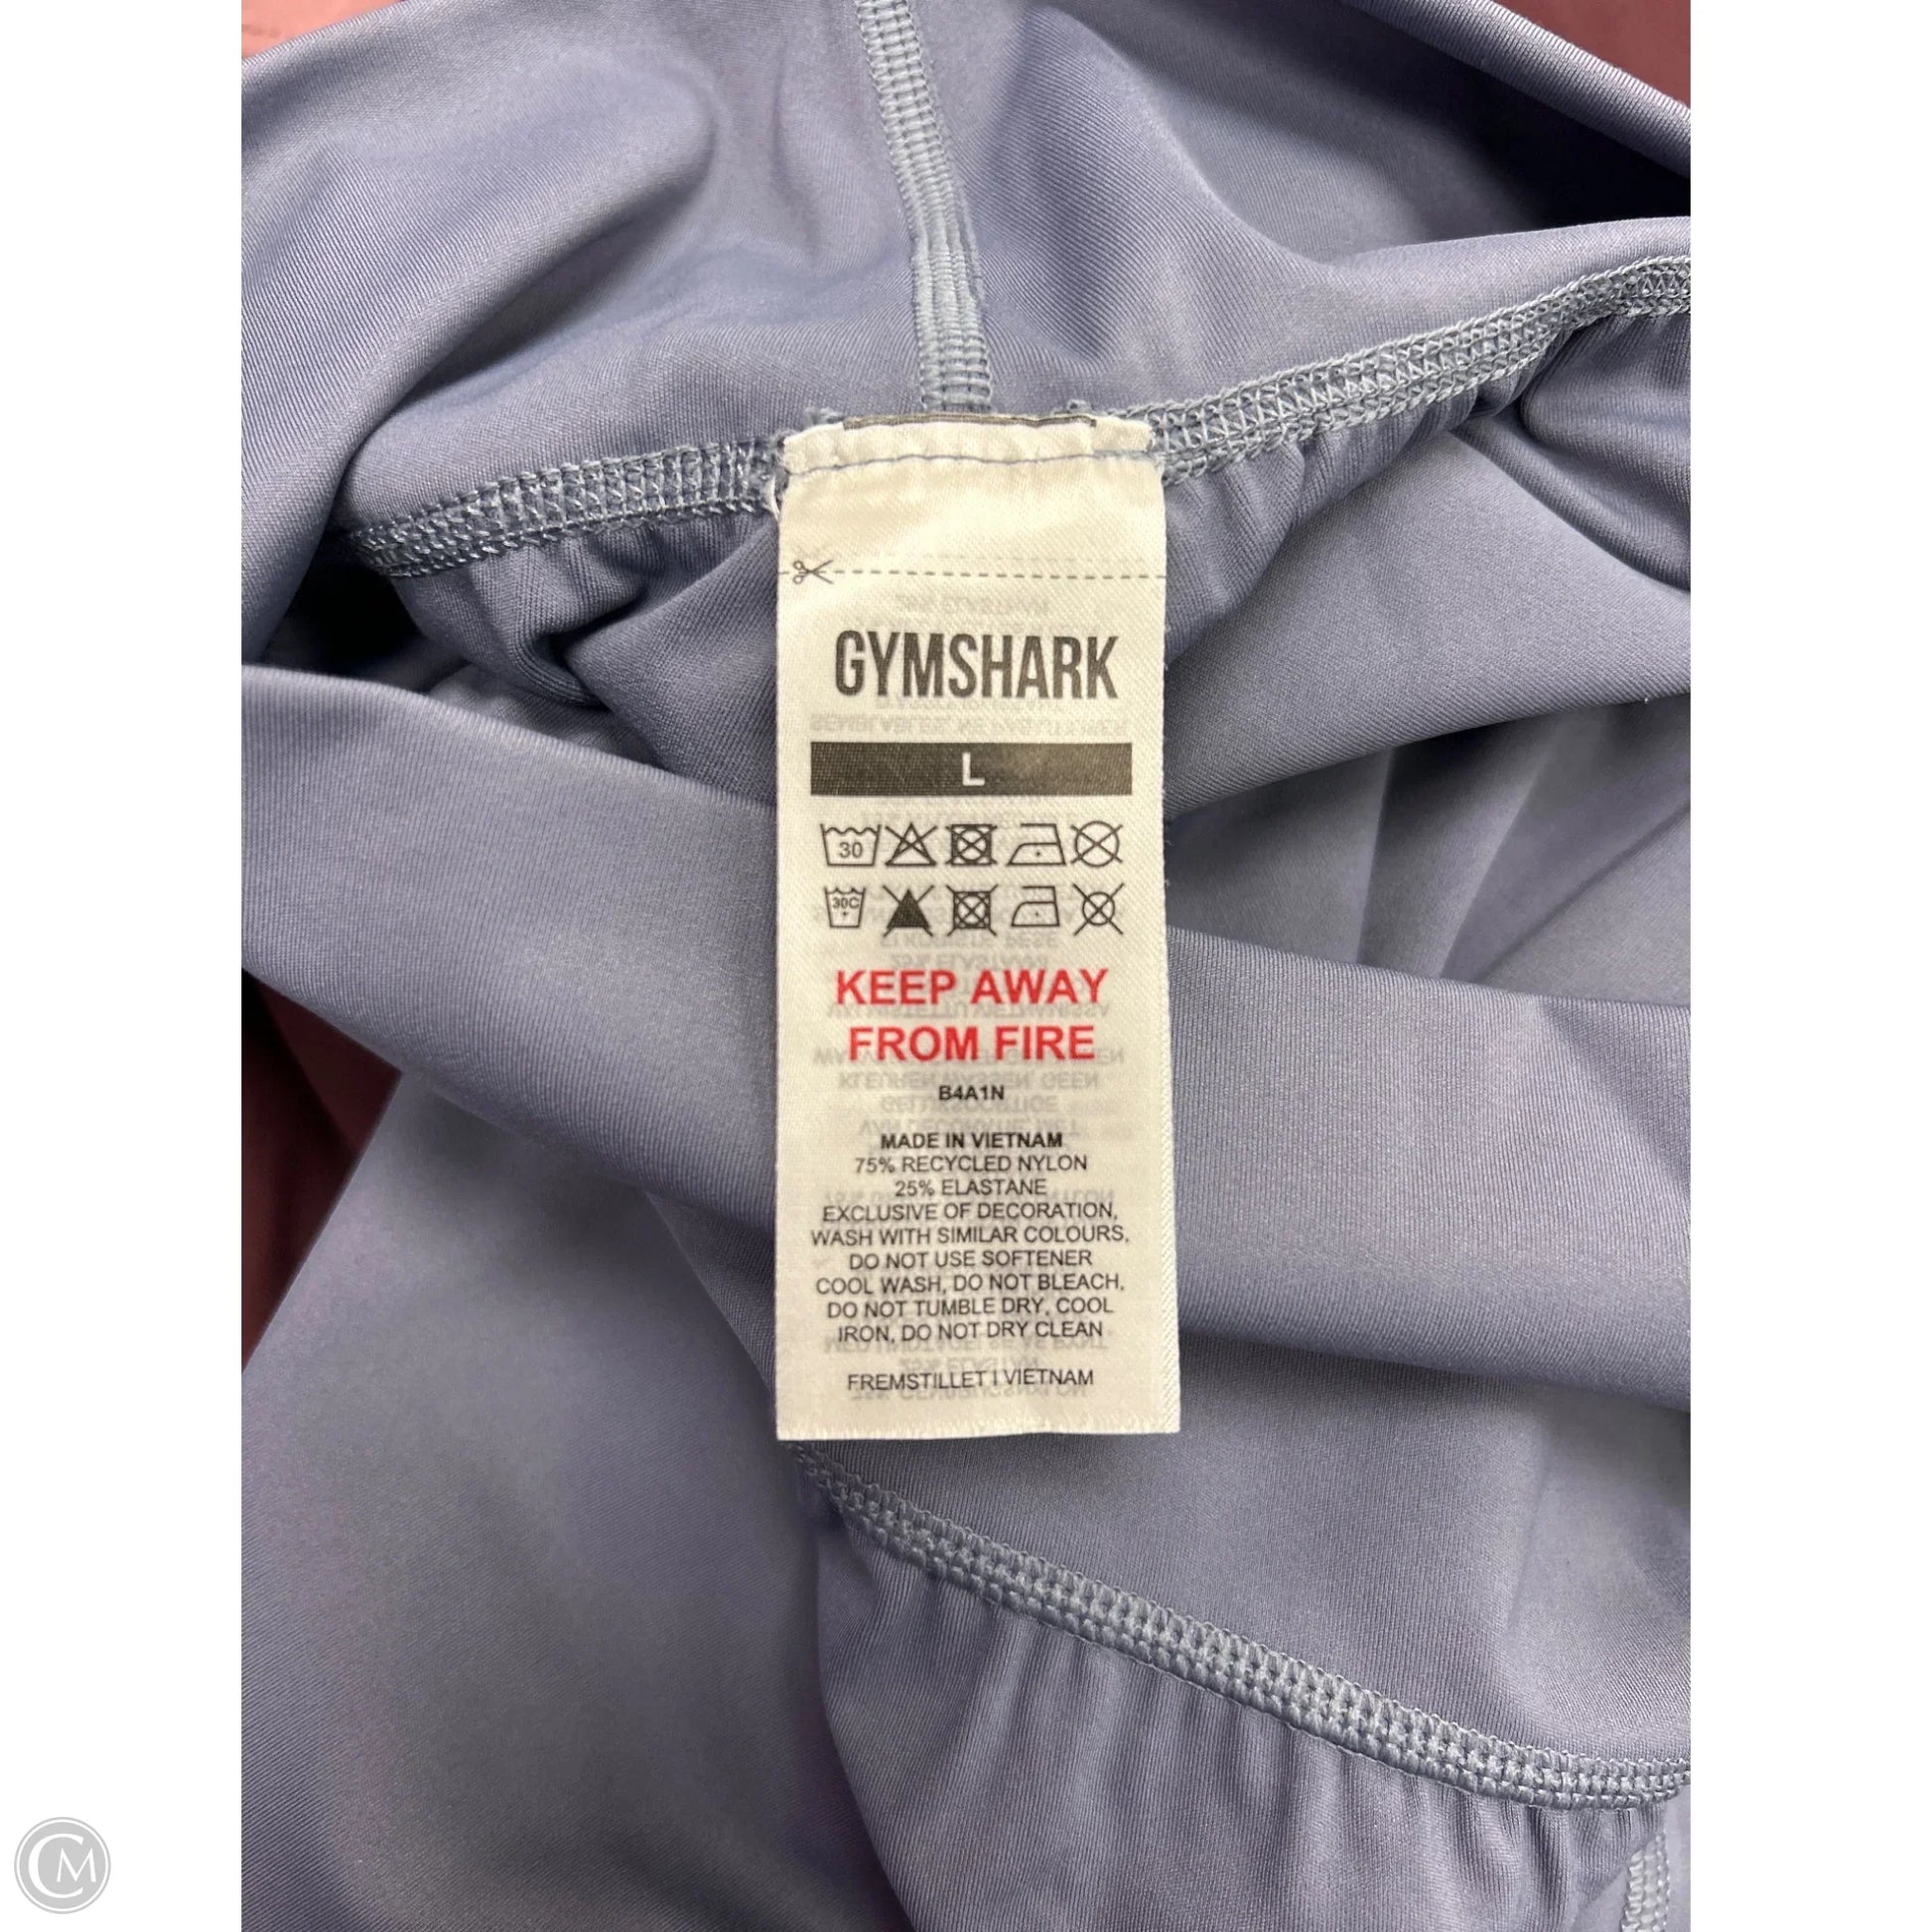 GYMSHARK
L
30
30C
KEEP AWAY
FROM FIRE
B4A1N
MADE IN VIETNAM
75% RECYCLED NYLON
25% ELASTANE
EXCLUSIVE OF DECORATION,
WASH WITH SIMILAR COLOURS,
DO NOT USE SOFTENER
COOL WASH, DO NOT BLEACH,
DO NOT TUMBLE DRY, COOL
IRON, DO NOT DRY CLEAN
FREMSTILLET I VIETNAM
CM